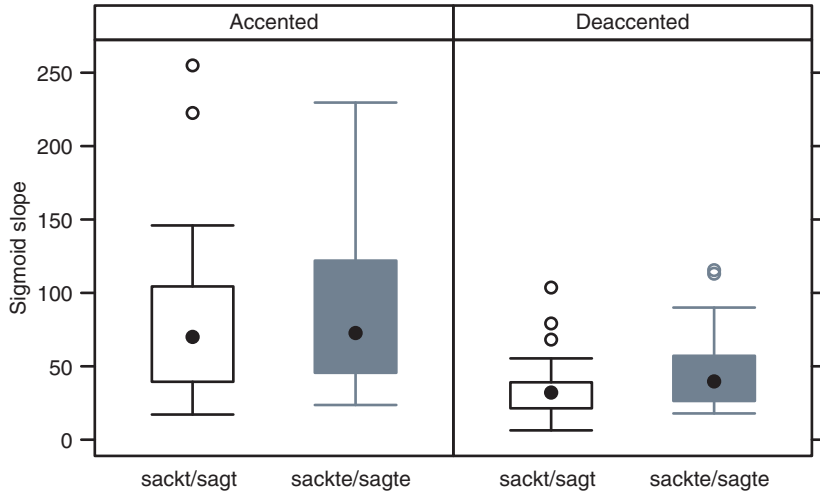 Accented
Deaccented
Sigmoid slope
250
200
150
100
50
0
sackt/sagt
sackte/sagte
sackt/sagt
sackte/sagte